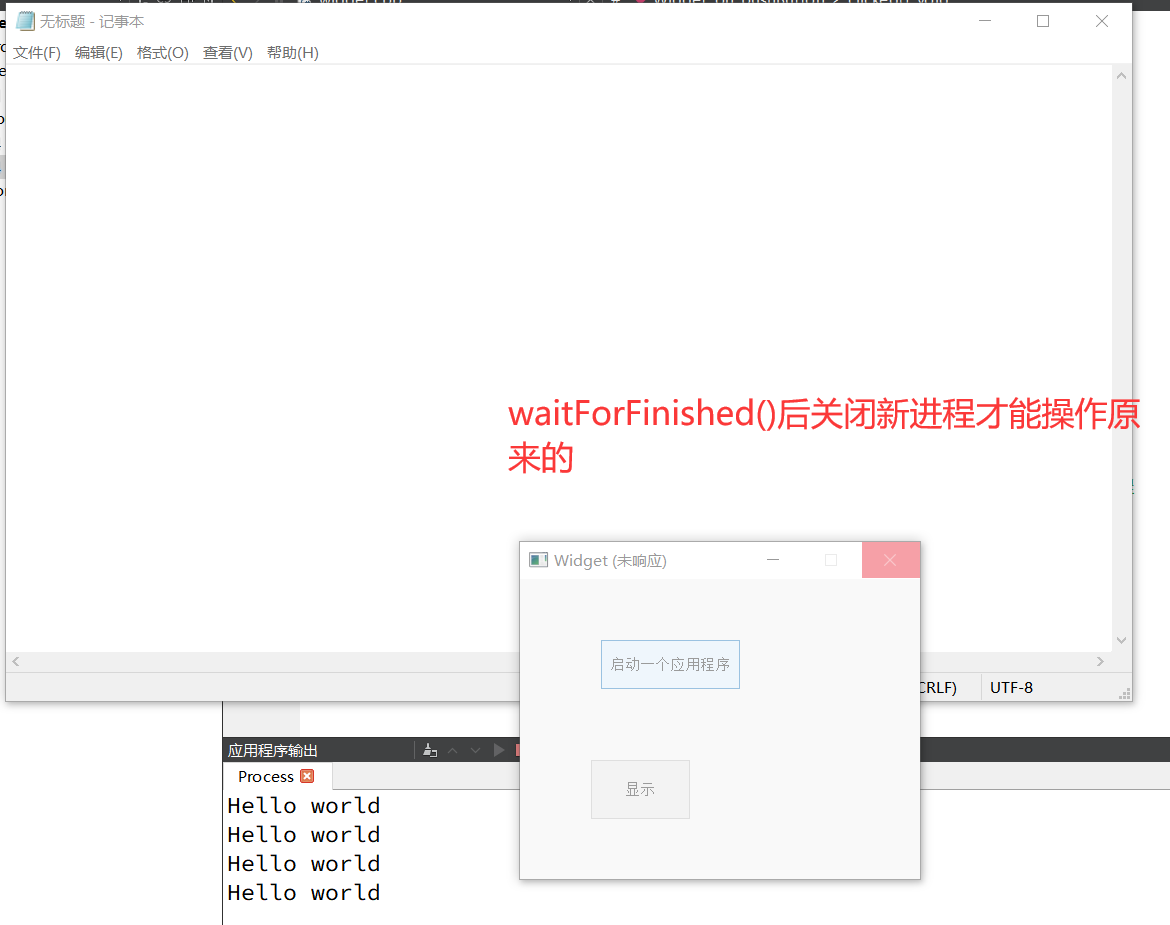 无标题 - 记事本
文件(F) 编辑(E) 格式(O) 查看(V) 帮助(H)
waitForFinished()后关闭新进程才能操作原
来的
Widget (未响应)
启动一个应用程序
显示
CRLF) UTF-8
应用程序输出
Process
Hello world
Hello world
Hello world
Hello world